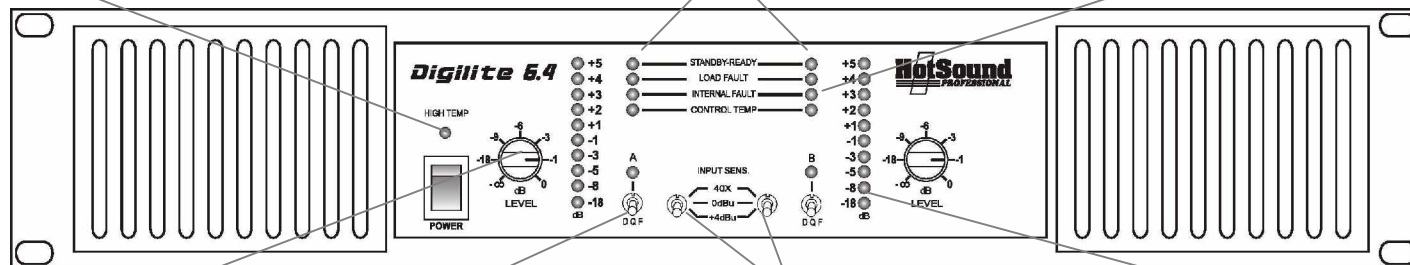 Digilite 6.4
HIGH TEMP
POWER
-∞ -18 -9 -6 -3 -1 0
dB
LEVEL
+5
+4
+3
+2
+1
-1
-3
-5
-8
-18
dB
STANDBY-READY
LOAD FAULT
INTERNAL FAULT
CONTROL TEMP
A
INPUT SENS.
B
40X
0dBu
+4dBu
DQF
DQF
+5
+4
+3
+2
+1
-1
-3
-5
-8
-18
dB
HotSound
PROFESSIONAL
-∞ -18 -9 -6 -3 -1 0
dB
LEVEL